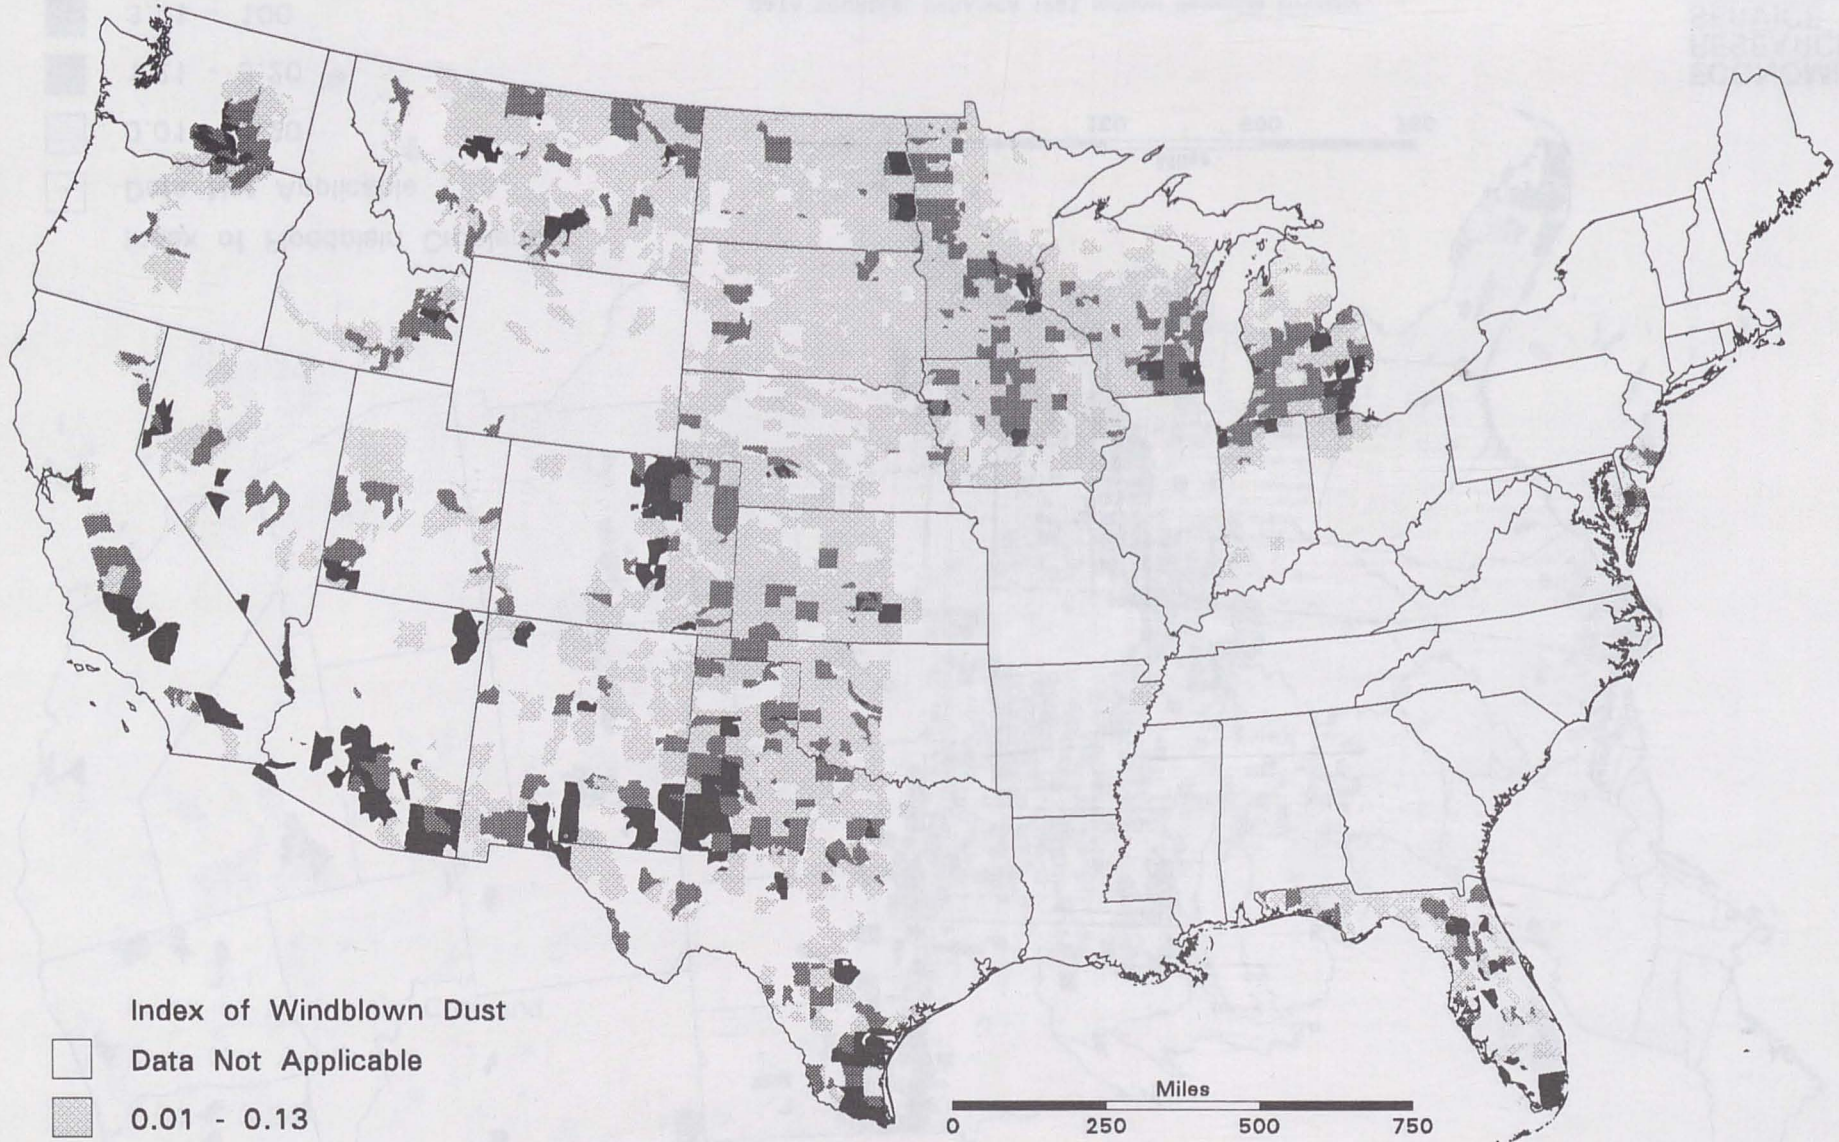 Index of Windblown Dust
Data Not Applicable
0.01 - 0.13
Miles
0 250 500 750